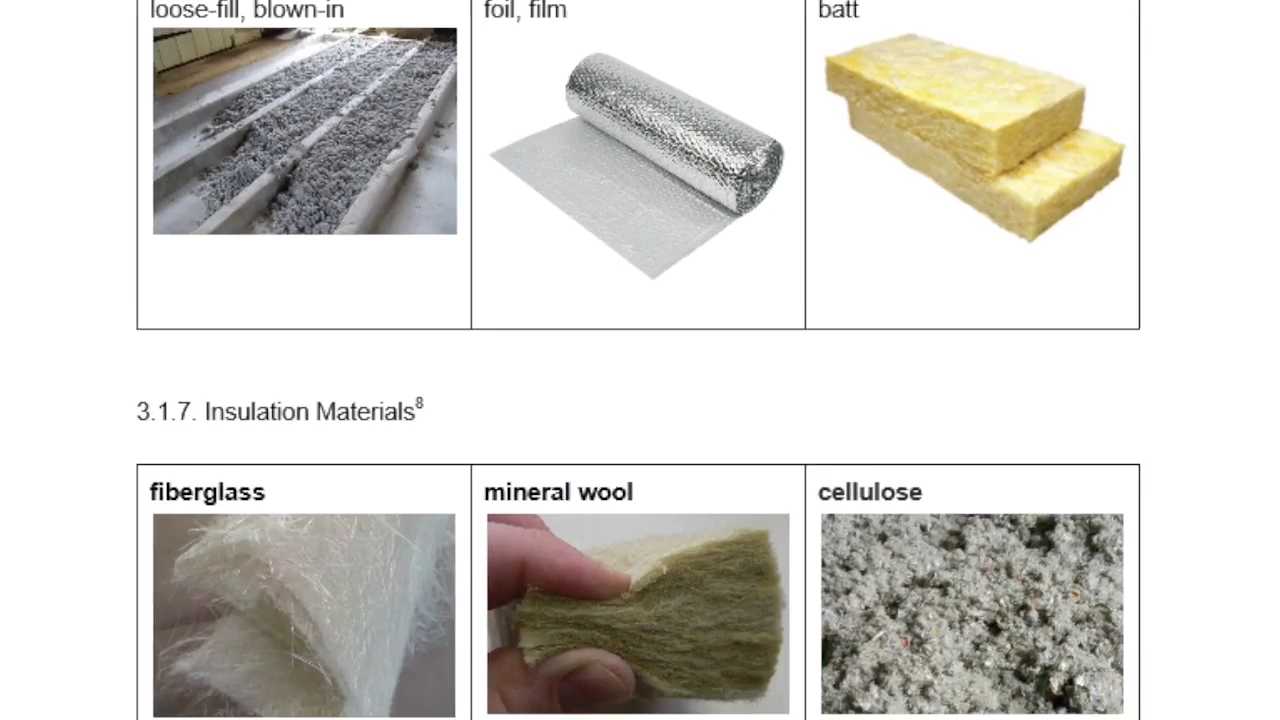 loose-fill, blown-in
foil, film
batt
3.1.7. Insulation Materials⁸
fiberglass
mineral wool
cellulose